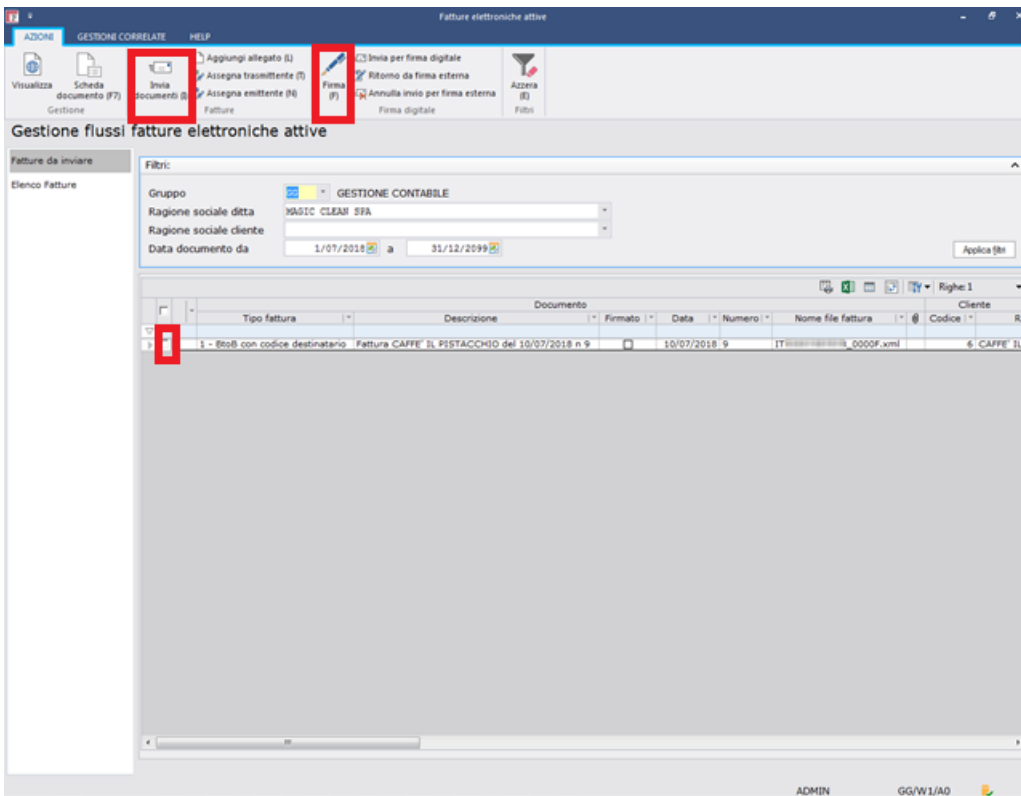 Fatture elettroniche attive
AZIONI GESTIONI CORRELATE HELP
Visualizza
Scheda documento (F7)
Gestione
Invia documenti (I)
Aggiungi allegato (L)
Assegna trasmittente (T)
Assegna emittente (N)
Fatture
Firma (F)
Invia per firma digitale
Ritorno da firma esterna
Annulla invio per firma esterna
Firma digitale
Azzera (E)
Filtri
Gestione flussi fatture elettroniche attive
Fatture da inviare
Elenco Fatture
Filtri:
Gruppo GG GESTIONE CONTABILE
Ragione sociale ditta MAGIC CLEAN SPA
Ragione sociale cliente
Data documento da 1/07/2018 a 31/12/2099
Applica filtri
Righe: 1
Documento Cliente
Tipo fattura Descrizione Firmato Data Numero Nome file fattura Codice R
1 - BtoB con codice destinatario Fattura CAFFE' IL PISTACCHIO del 10/07/2018 n 9 10/07/2018 9 IT _0000F.xml 6 CAFFE' IL
ADMIN GG/W1/A0